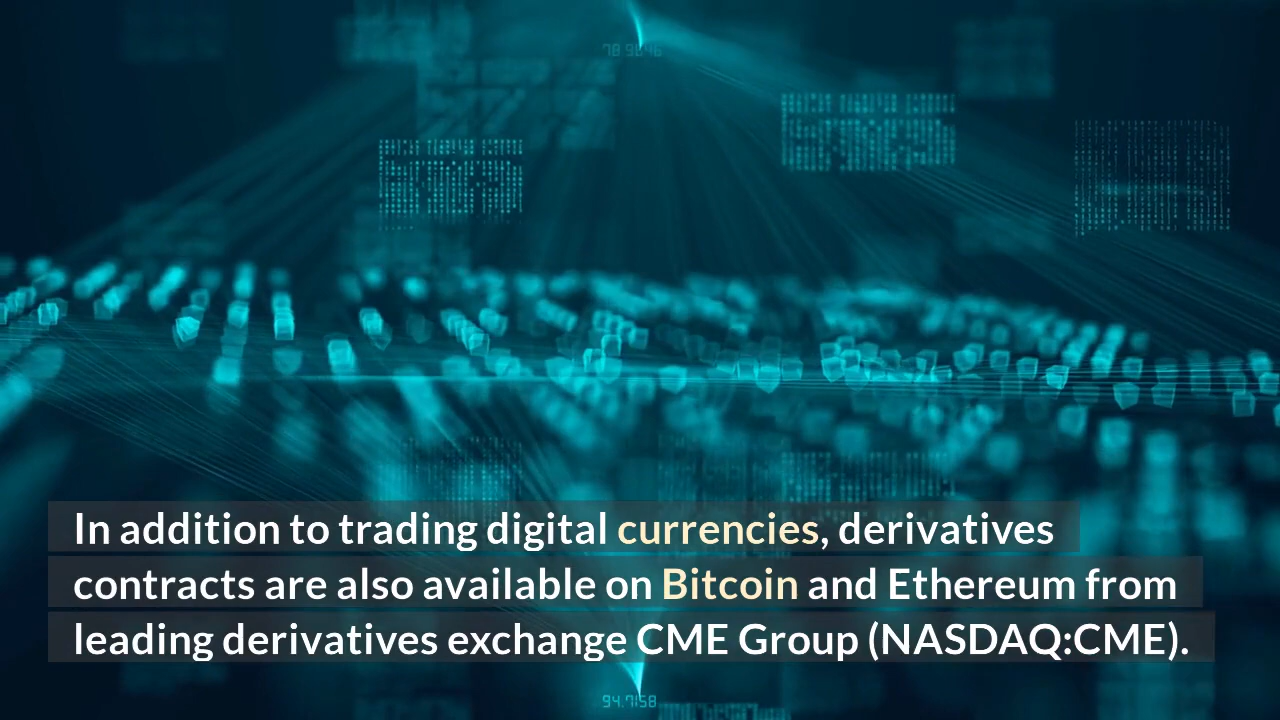 In addition to trading digital currencies, derivatives
contracts are also available on Bitcoin and Ethereum from
leading derivatives exchange CME Group (NASDAQ:CME).